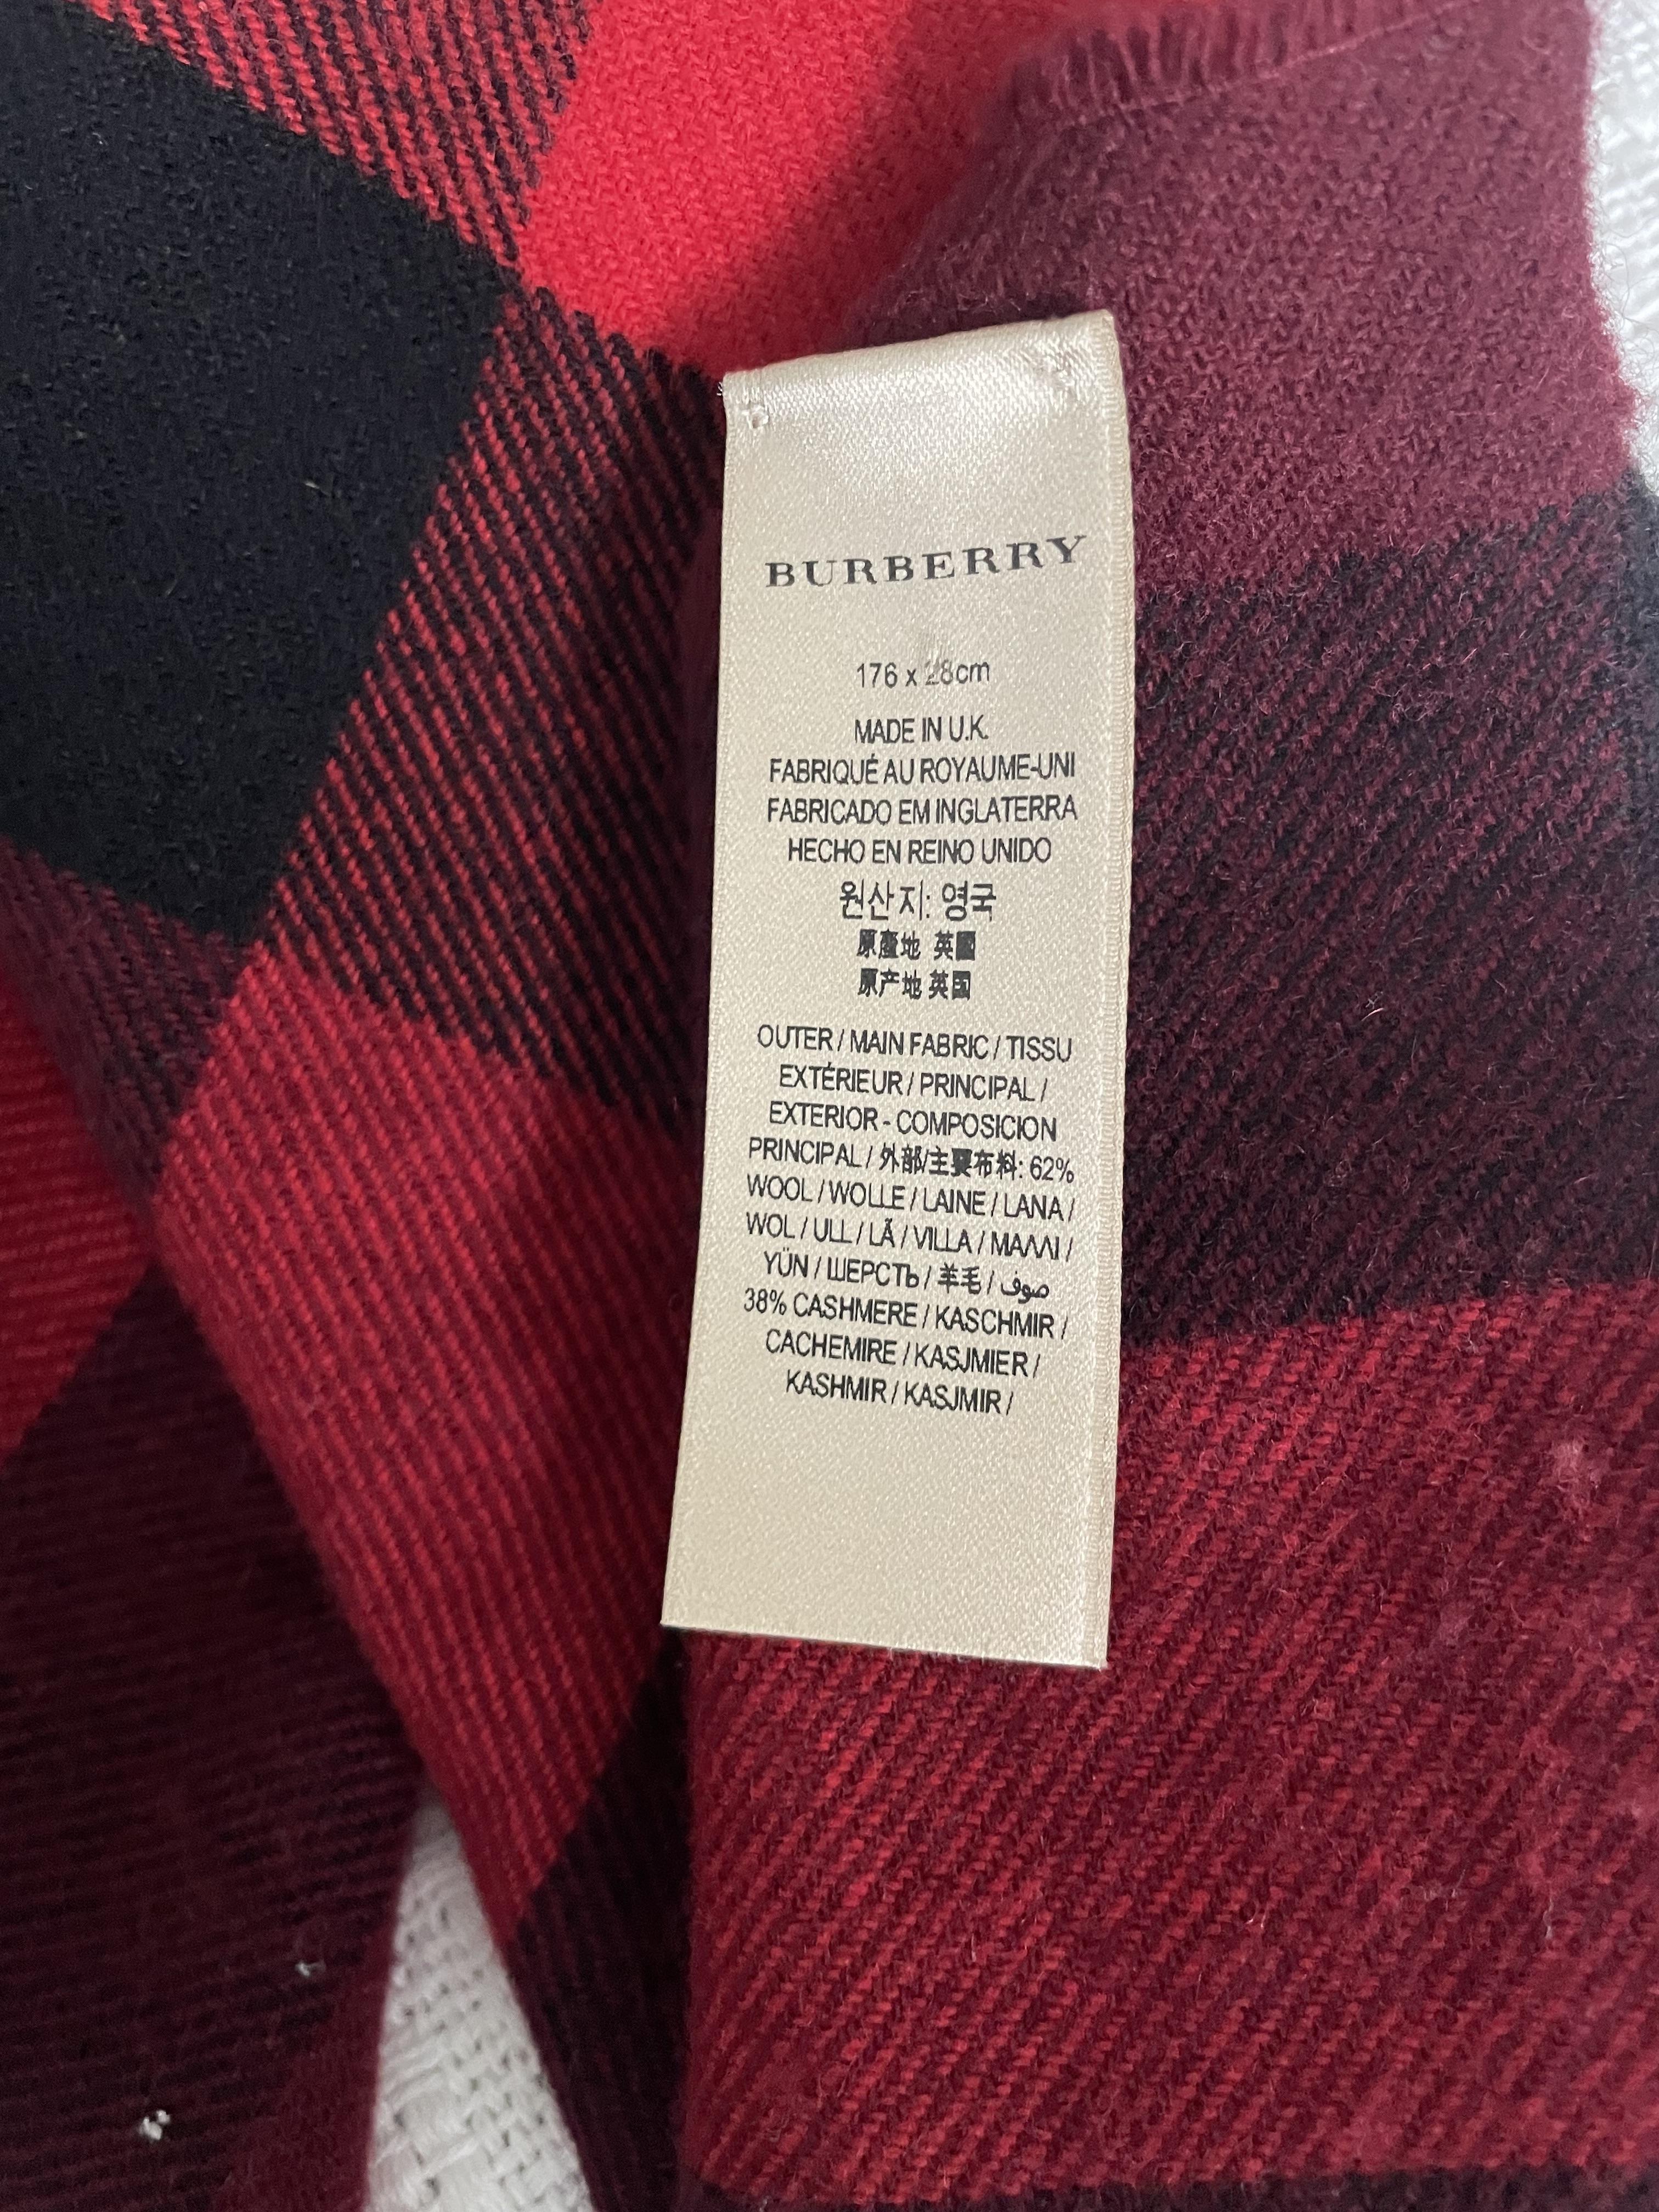 BURBERRY
176 x 28cm
MADE IN U.K.
FABRIQUÉ AU ROYAUME-UNI
FABRICADO EM INGLATERRA
HECHO EN REINO UNIDO
원산지: 영국
原產地 英國
原产地 英国
OUTER / MAIN FABRIC / TISSU
EXTÉRIEUR / PRINCIPAL /
EXTERIOR - COMPOSICION
PRINCIPAL / 外部/主要布料: 62%
WOOL / WOLLE / LAINE / LANA /
WOL / ULL / LÃ / VILLA / ΜΑΛΛΙ /
YÜN / ШЕРСТЬ / 羊毛 / صوف
38% CASHMERE / KASCHMIR /
CACHEMIRE / KASJMIER /
KASHMIR / KASJMIR /